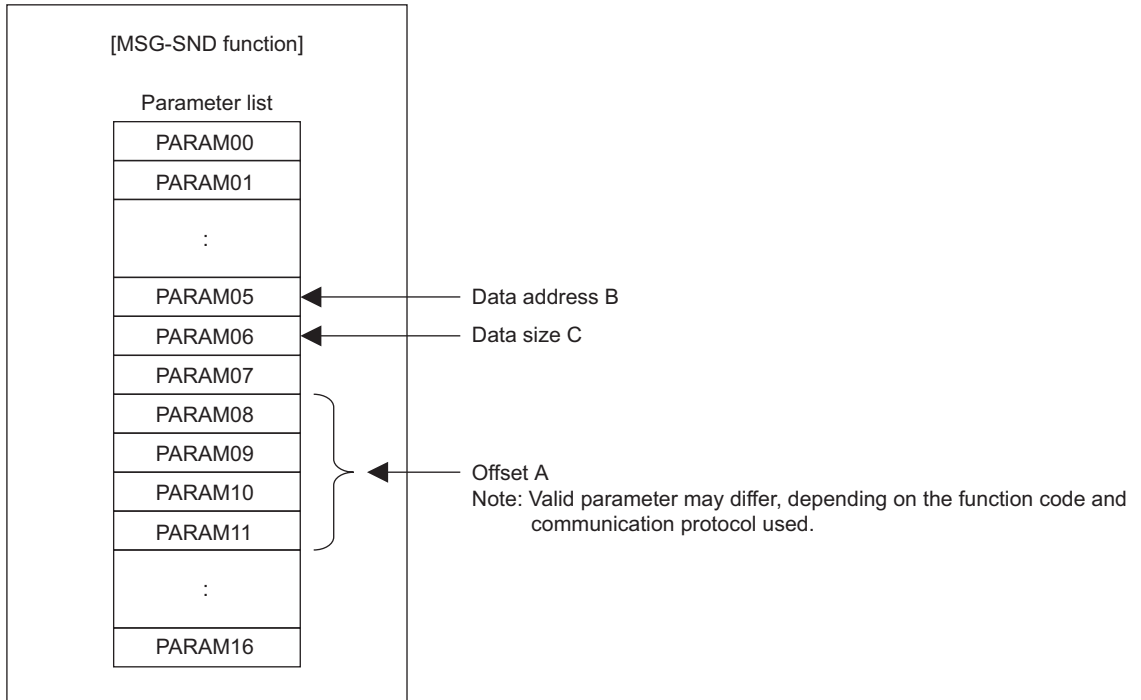 [MSG-SND function]
Parameter list
PARAM00
PARAM01
:
PARAM05
Data address B
PARAM06
Data size C
PARAM07
PARAM08
PARAM09
PARAM10
PARAM11
Offset A
Note: Valid parameter may differ, depending on the function code and
communication protocol used.
:
PARAM16